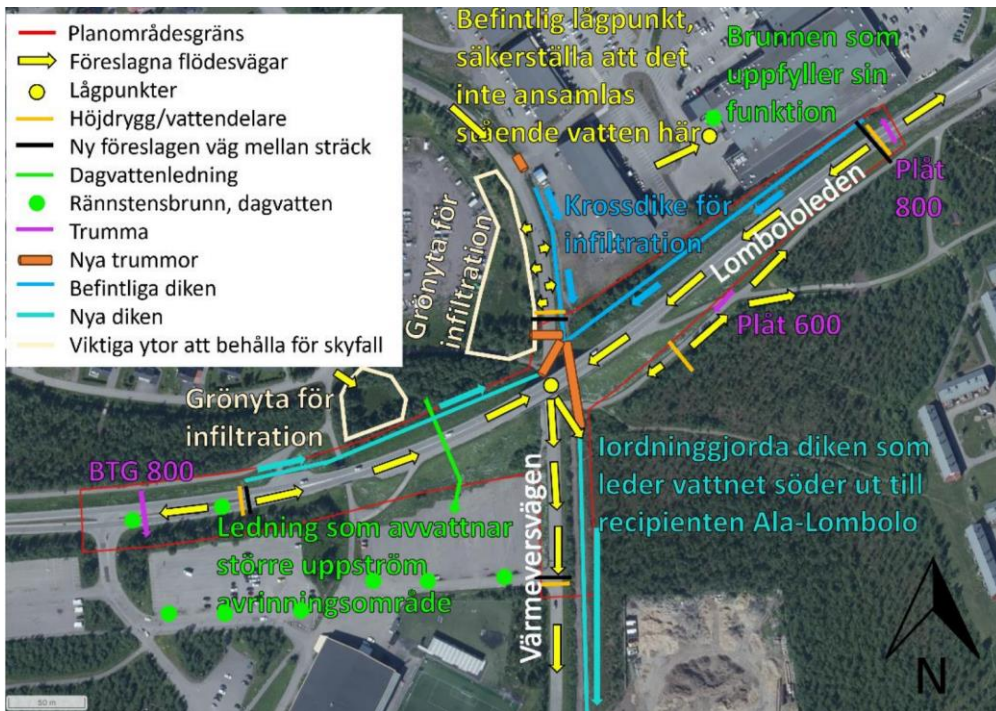 Planområdesgräns
Föreslagna flödesvägar
Lågpunkter
Höjdrygg/vattendelare
Ny föreslagen väg mellan sträck
Dagvattenledning
Rännstensbrunn, dagvatten
Trumma
Nya trummor
Befintliga diken
Nya diken
Viktiga ytor att behålla för skyfall
Befintlig lågpunkt,
säkerställa att det
inte ansamlas
stående vatten här
Brunnen som
uppfyller sin
funktion
Plåt
800
Krossdike för
infiltration
Lombololeden
Grönyta för
infiltration
Plåt 600
Grönyta för
infiltration
BTG 800
Iordninggjorda diken som
leder vattnet söder ut till
recipienten Ala-Lombolo
Ledning som avvattnar
större uppström
avrinningsområde
Värmeversvägen
N
50 m